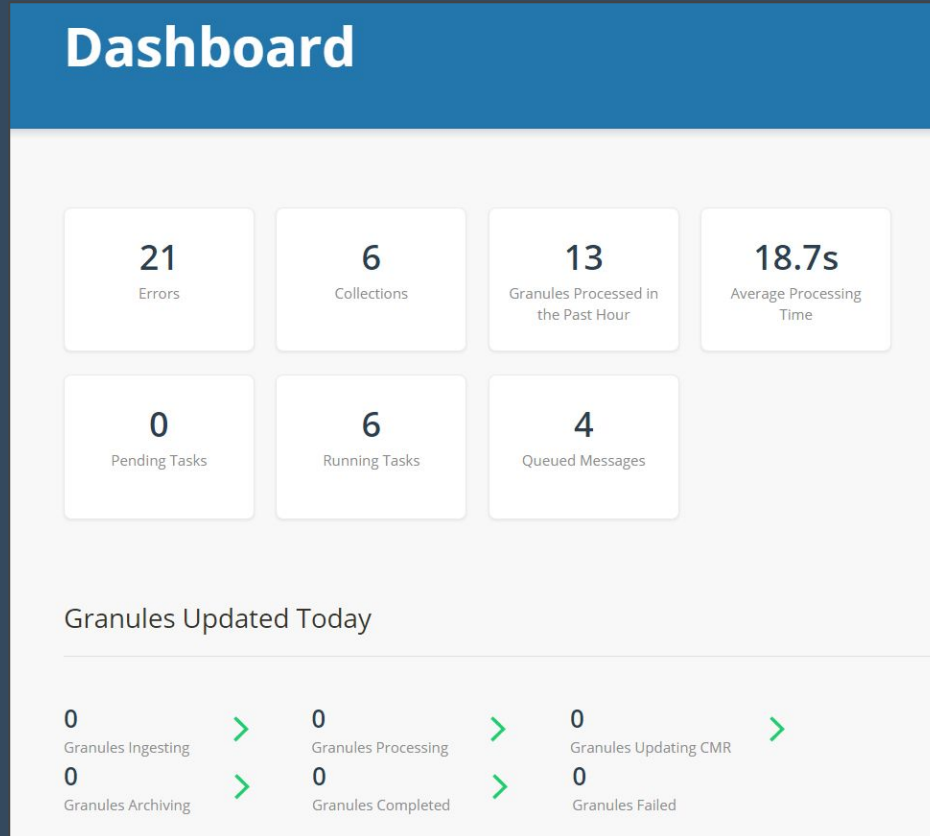 Dashboard
21
Errors
6
Collections
13
Granules Processed in
the Past Hour
18.7s
Average Processing
Time
0
Pending Tasks
6
Running Tasks
4
Queued Messages
Granules Updated Today
0
Granules Ingesting
0
Granules Processing
0
Granules Updating CMR
0
Granules Archiving
0
Granules Completed
0
Granules Failed